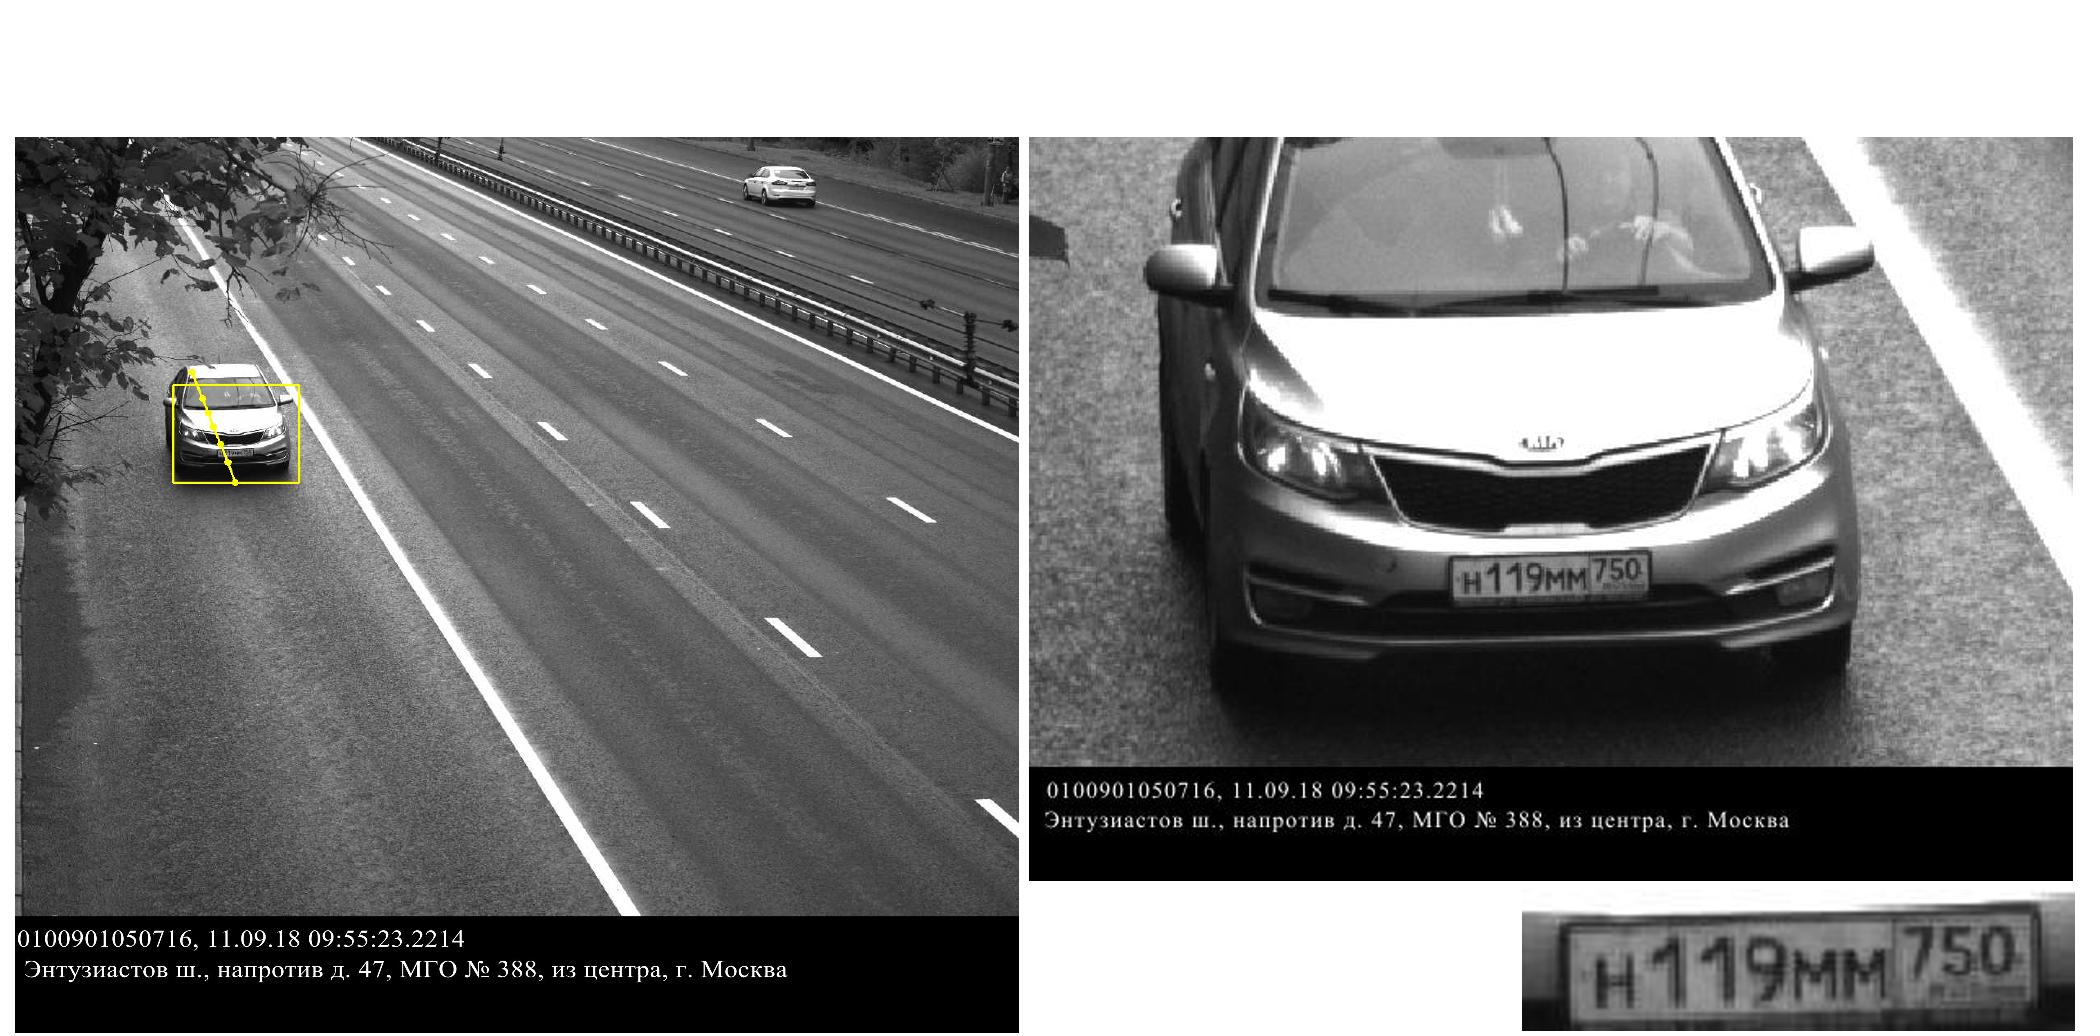 0100901050716, 11.09.18 09:55:23.2214
Энтузиастов ш., напротив д. 47, МГО № 388, из центра, г. Москва
KIA
Н119ММ 750
0100901050716, 11.09.18 09:55:23.2214
Энтузиастов ш., напротив д. 47, МГО № 388, из центра, г. Москва
Н119ММ 750